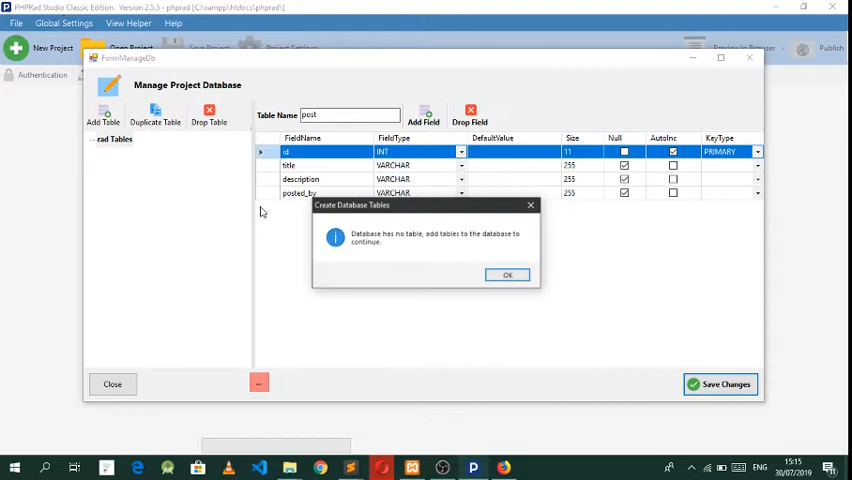 PHPRad Studio Classic Edition. Version 2.5.5 - phprad [C:\xampp\htdocs\phprad\]
File Global Settings View Helper Help
New Project Open Project Save Project Project Settings Preview in Browser Publish
Authentication
FormManageDb
Manage Project Database
Add Table Duplicate Table Drop Table
Table Name post Add Field Drop Field
rad Tables
FieldName FieldType DefaultValue Size Null AutoInc KeyType
id INT 11 PRIMARY
title VARCHAR 255
description VARCHAR 255
posted_by VARCHAR 255
Create Database Tables
Database has no table, add tables to the database to
continue.
OK
Close ... Save Changes
ENG
15:15
30/07/2019